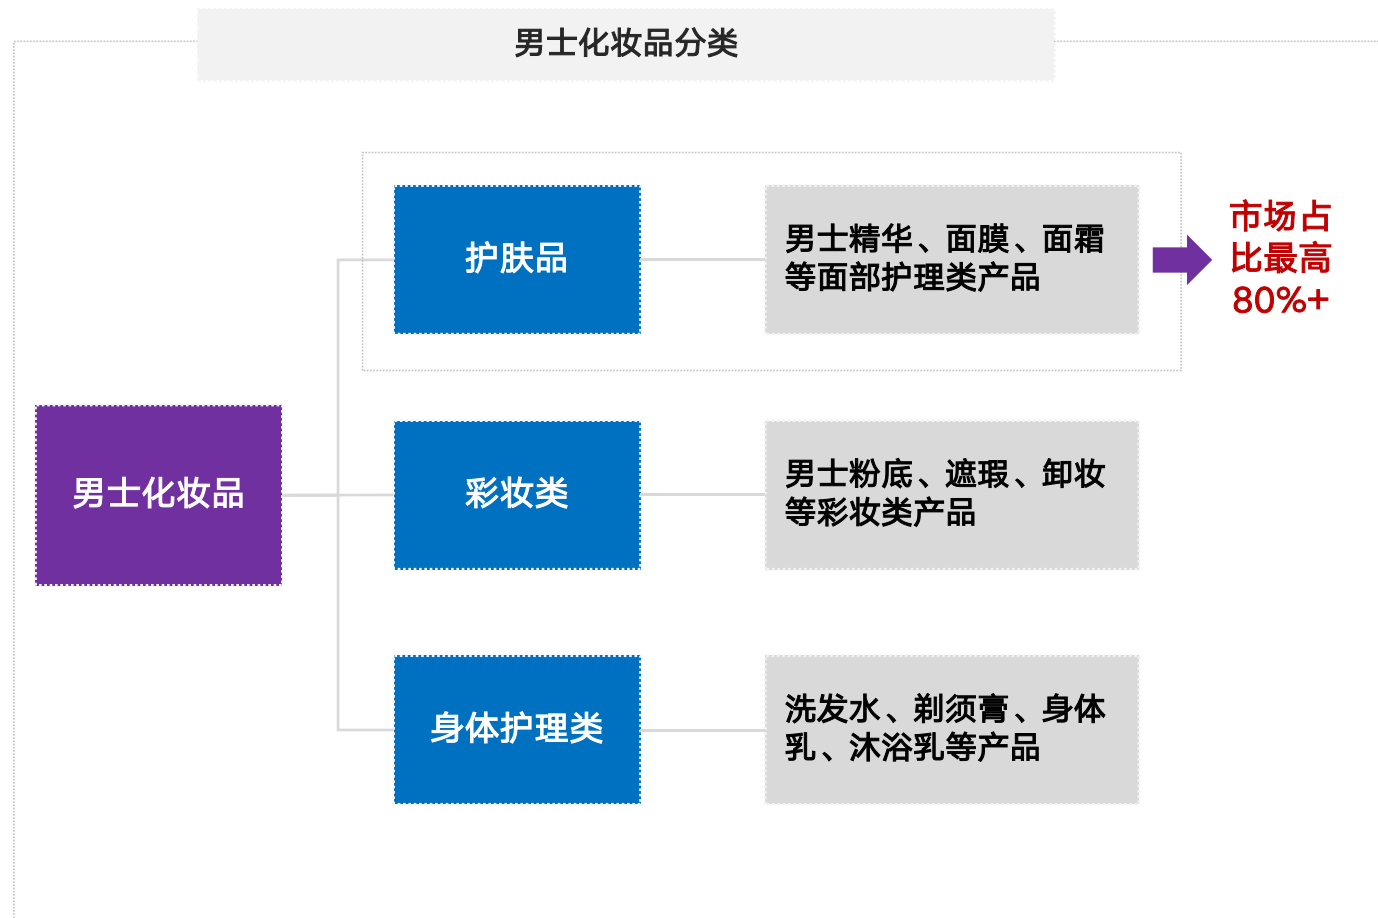 男士化妆品分类
护肤品
男士精华、面膜、面霜
等面部护理类产品
市场占
比最高
80%+
男士化妆品
彩妆类
男士粉底、遮瑕、卸妆
等彩妆类产品
身体护理类
洗发水、剃须膏、身体
乳、沐浴乳等产品